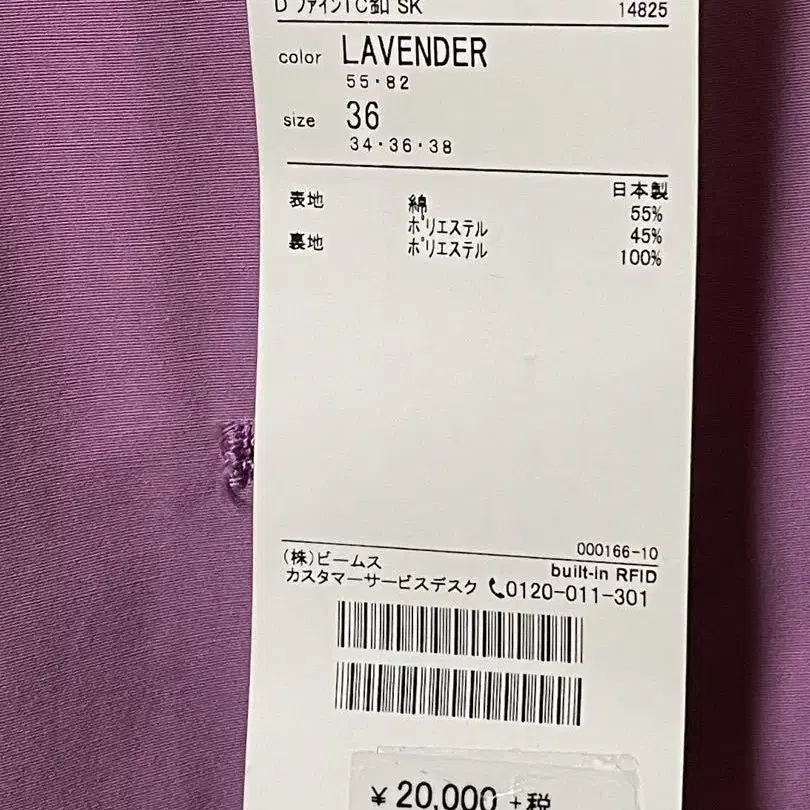 D ファインTC釦 SK 14825
color LAVENDER
55・82
size 36
34・36・38
日本製
表地 綿 55%
ポリエステル 45%
裏地 ポリエステル 100%
000166-10
(株)ビームス built-in RFID
カスタマーサービスデスク 0120-011-301
¥20,000 +税